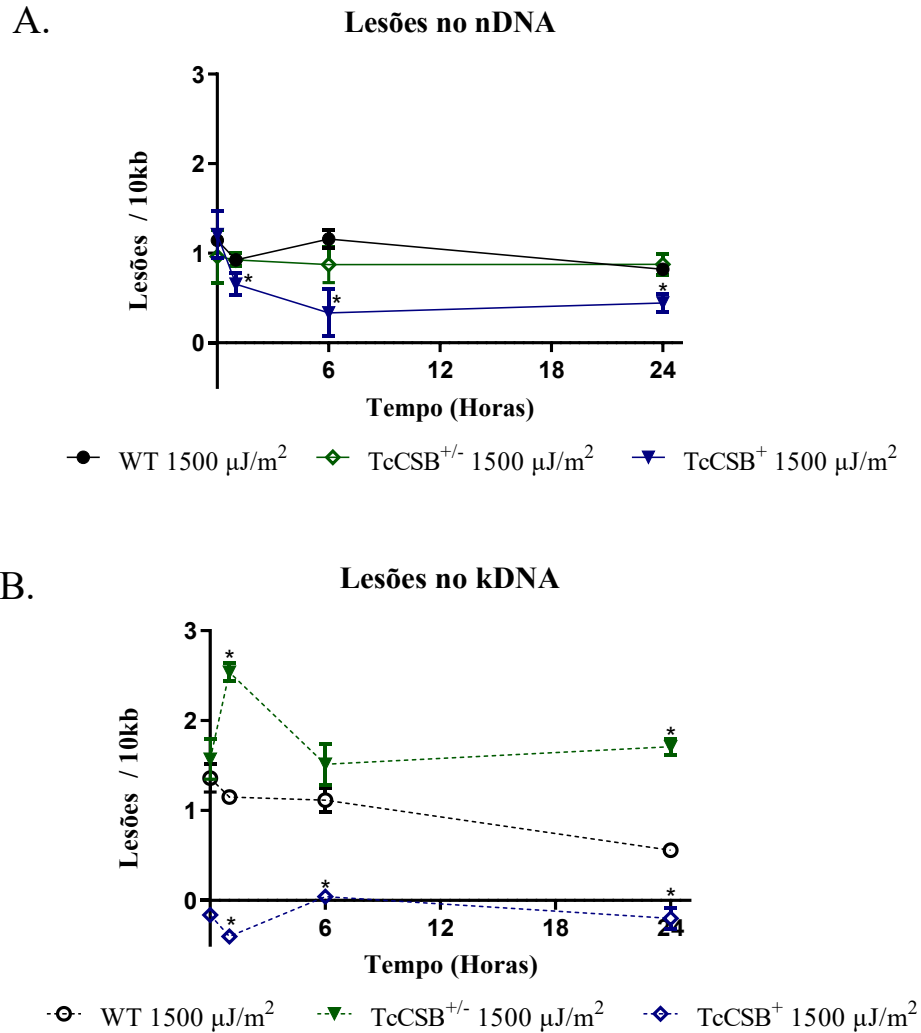 A.
Lesões no nDNA
Lesões / 10kb
3
2
1
0
*
*
*
6 12 18 24
Tempo (Horas)
WT 1500 µJ/m² TcCSB⁺/⁻ 1500 µJ/m² TcCSB⁺ 1500 µJ/m²
B.
Lesões no kDNA
Lesões / 10kb
3
2
1
0
*
*
*
*
*
6 12 18 24
Tempo (Horas)
WT 1500 µJ/m² TcCSB⁺/⁻ 1500 µJ/m² TcCSB⁺ 1500 µJ/m²